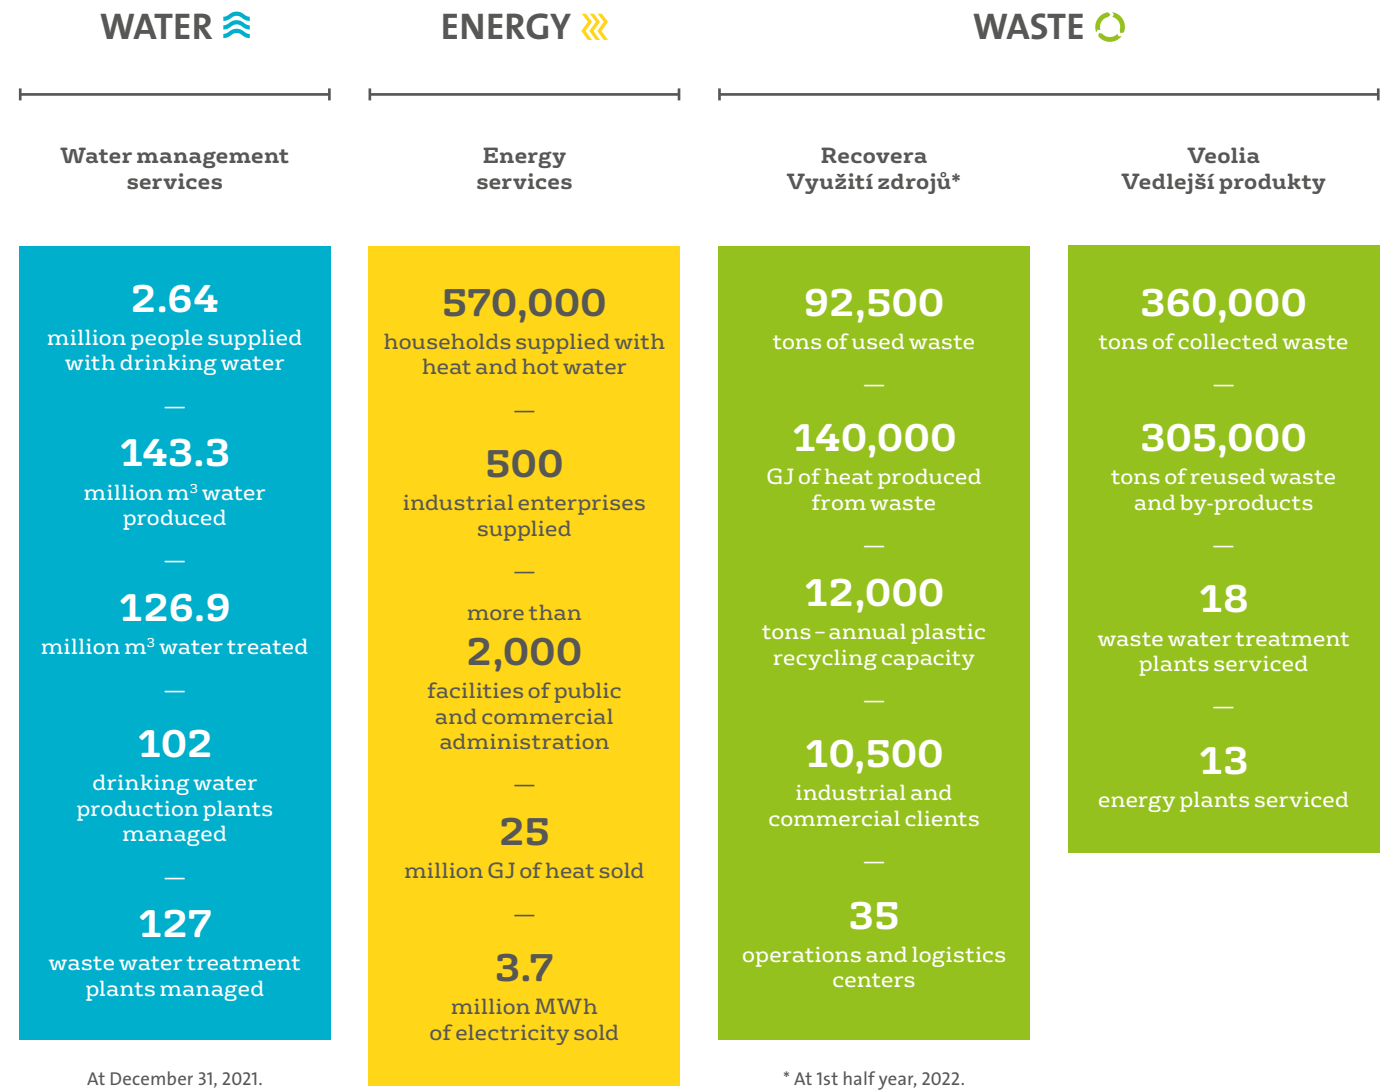 WATER
Water management
services
2.64
million people supplied
with drinking water
—
143.3
million m³ water
produced
—
126.9
million m³ water treated
—
102
drinking water
production plants
managed
—
127
waste water treatment
plants managed
At December 31, 2021.
ENERGY
Energy
services
570,000
households supplied with
heat and hot water
—
500
industrial enterprises
supplied
—
more than
2,000
facilities of public
and commercial
administration
—
25
million GJ of heat sold
—
3.7
million MWh
of electricity sold
WASTE
Recovera
Využití zdrojů*
92,500
tons of used waste
—
140,000
GJ of heat produced
from waste
—
12,000
tons – annual plastic
recycling capacity
—
10,500
industrial and
commercial clients
—
35
operations and logistics
centers
* At 1st half year, 2022.
Veolia
Vedlejší produkty
360,000
tons of collected waste
—
305,000
tons of reused waste
and by-products
—
18
waste water treatment
plants serviced
—
13
energy plants serviced